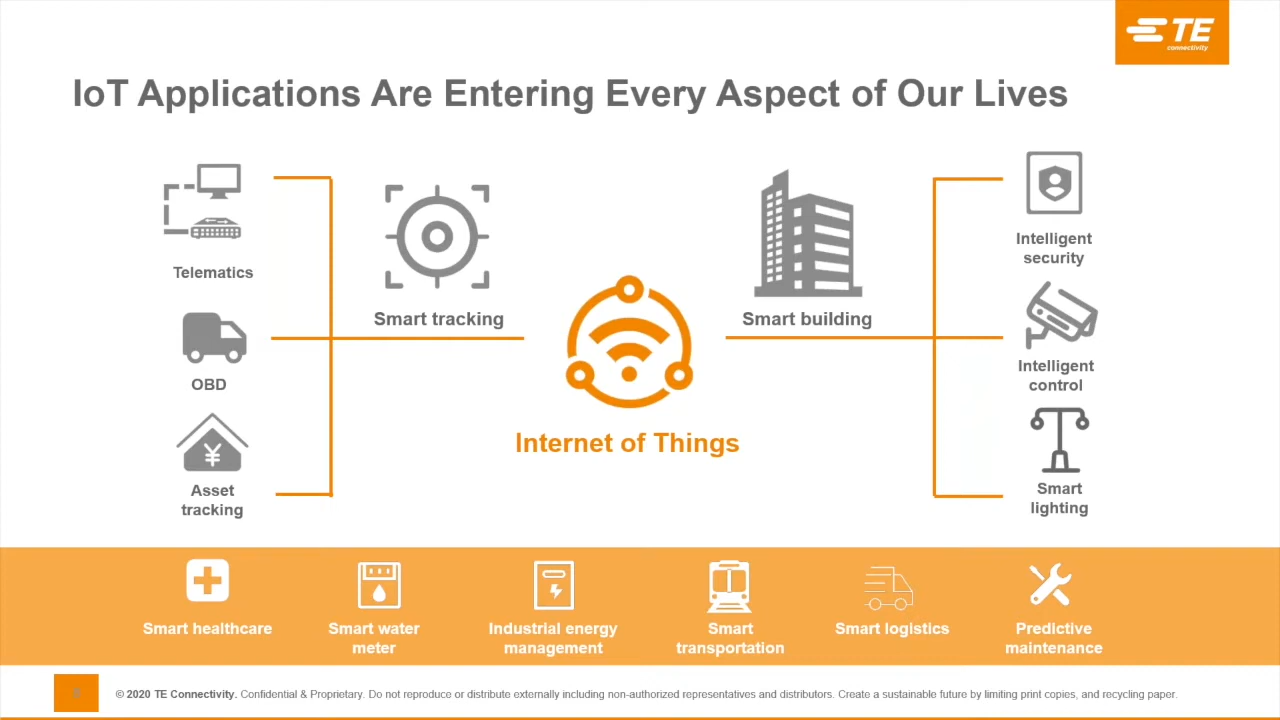 TE
connectivity
IoT Applications Are Entering Every Aspect of Our Lives
Telematics
OBD
¥
Asset
tracking
Smart tracking
Internet of Things
Smart building
Intelligent
security
Intelligent
control
Smart
lighting
Smart healthcare
Smart water
meter
Industrial energy
management
Smart
transportation
Smart logistics
Predictive
maintenance
© 2020 TE Connectivity. Confidential & Proprietary. Do not reproduce or distribute externally including non-authorized representatives and distributors. Create a sustainable future by limiting print copies, and recycling paper.